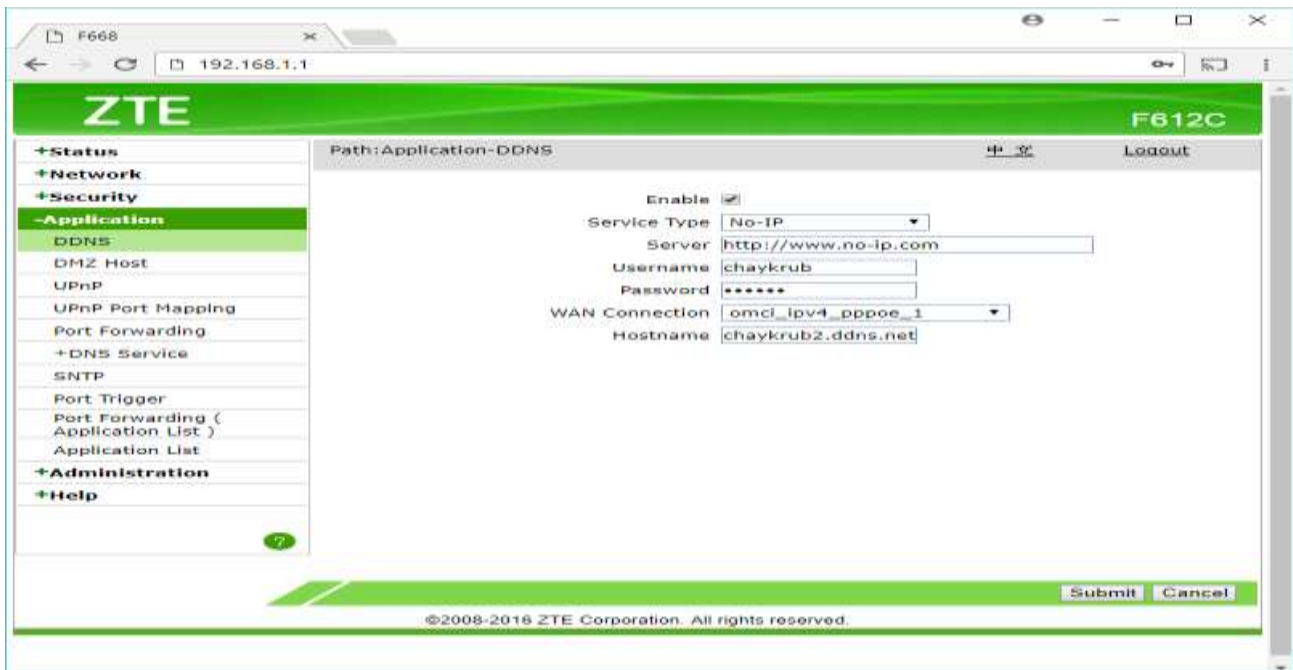 F668
192.168.1.1
ZTE
F612C
Path:Application-DDNS
中文
Logout
+Status
+Network
+Security
-Application
DDNS
DMZ Host
UPnP
UPnP Port Mapping
Port Forwarding
+DNS Service
SNTP
Port Trigger
Port Forwarding (
Application List )
Application List
+Administration
+Help
?
Enable
Service Type No-IP
Server http://www.no-ip.com
Username chaykrub
Password ••••••
WAN Connection omci_ipv4_pppoe_1
Hostname chaykrub2.ddns.net
Submit Cancel
©2008-2016 ZTE Corporation. All rights reserved.